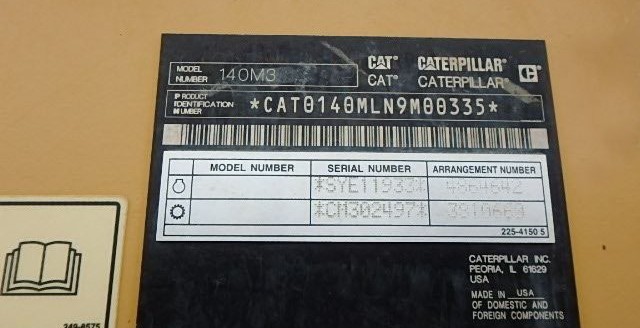 MODEL NUMBER 140M3
CAT® CATERPILLAR® C
CAT® CATERPILLAR®
PRODUCT IDENTIFICATION NUMBER *CAT0140MLN9M00335*
MODEL NUMBER SERIAL NUMBER ARRANGEMENT NUMBER
*SYE11933* 4864642
*CM302497*
225-4150 5
CATERPILLAR INC.
PEORIA, IL 61629
USA
MADE IN USA
OF DOMESTIC AND
FOREIGN COMPONENTS